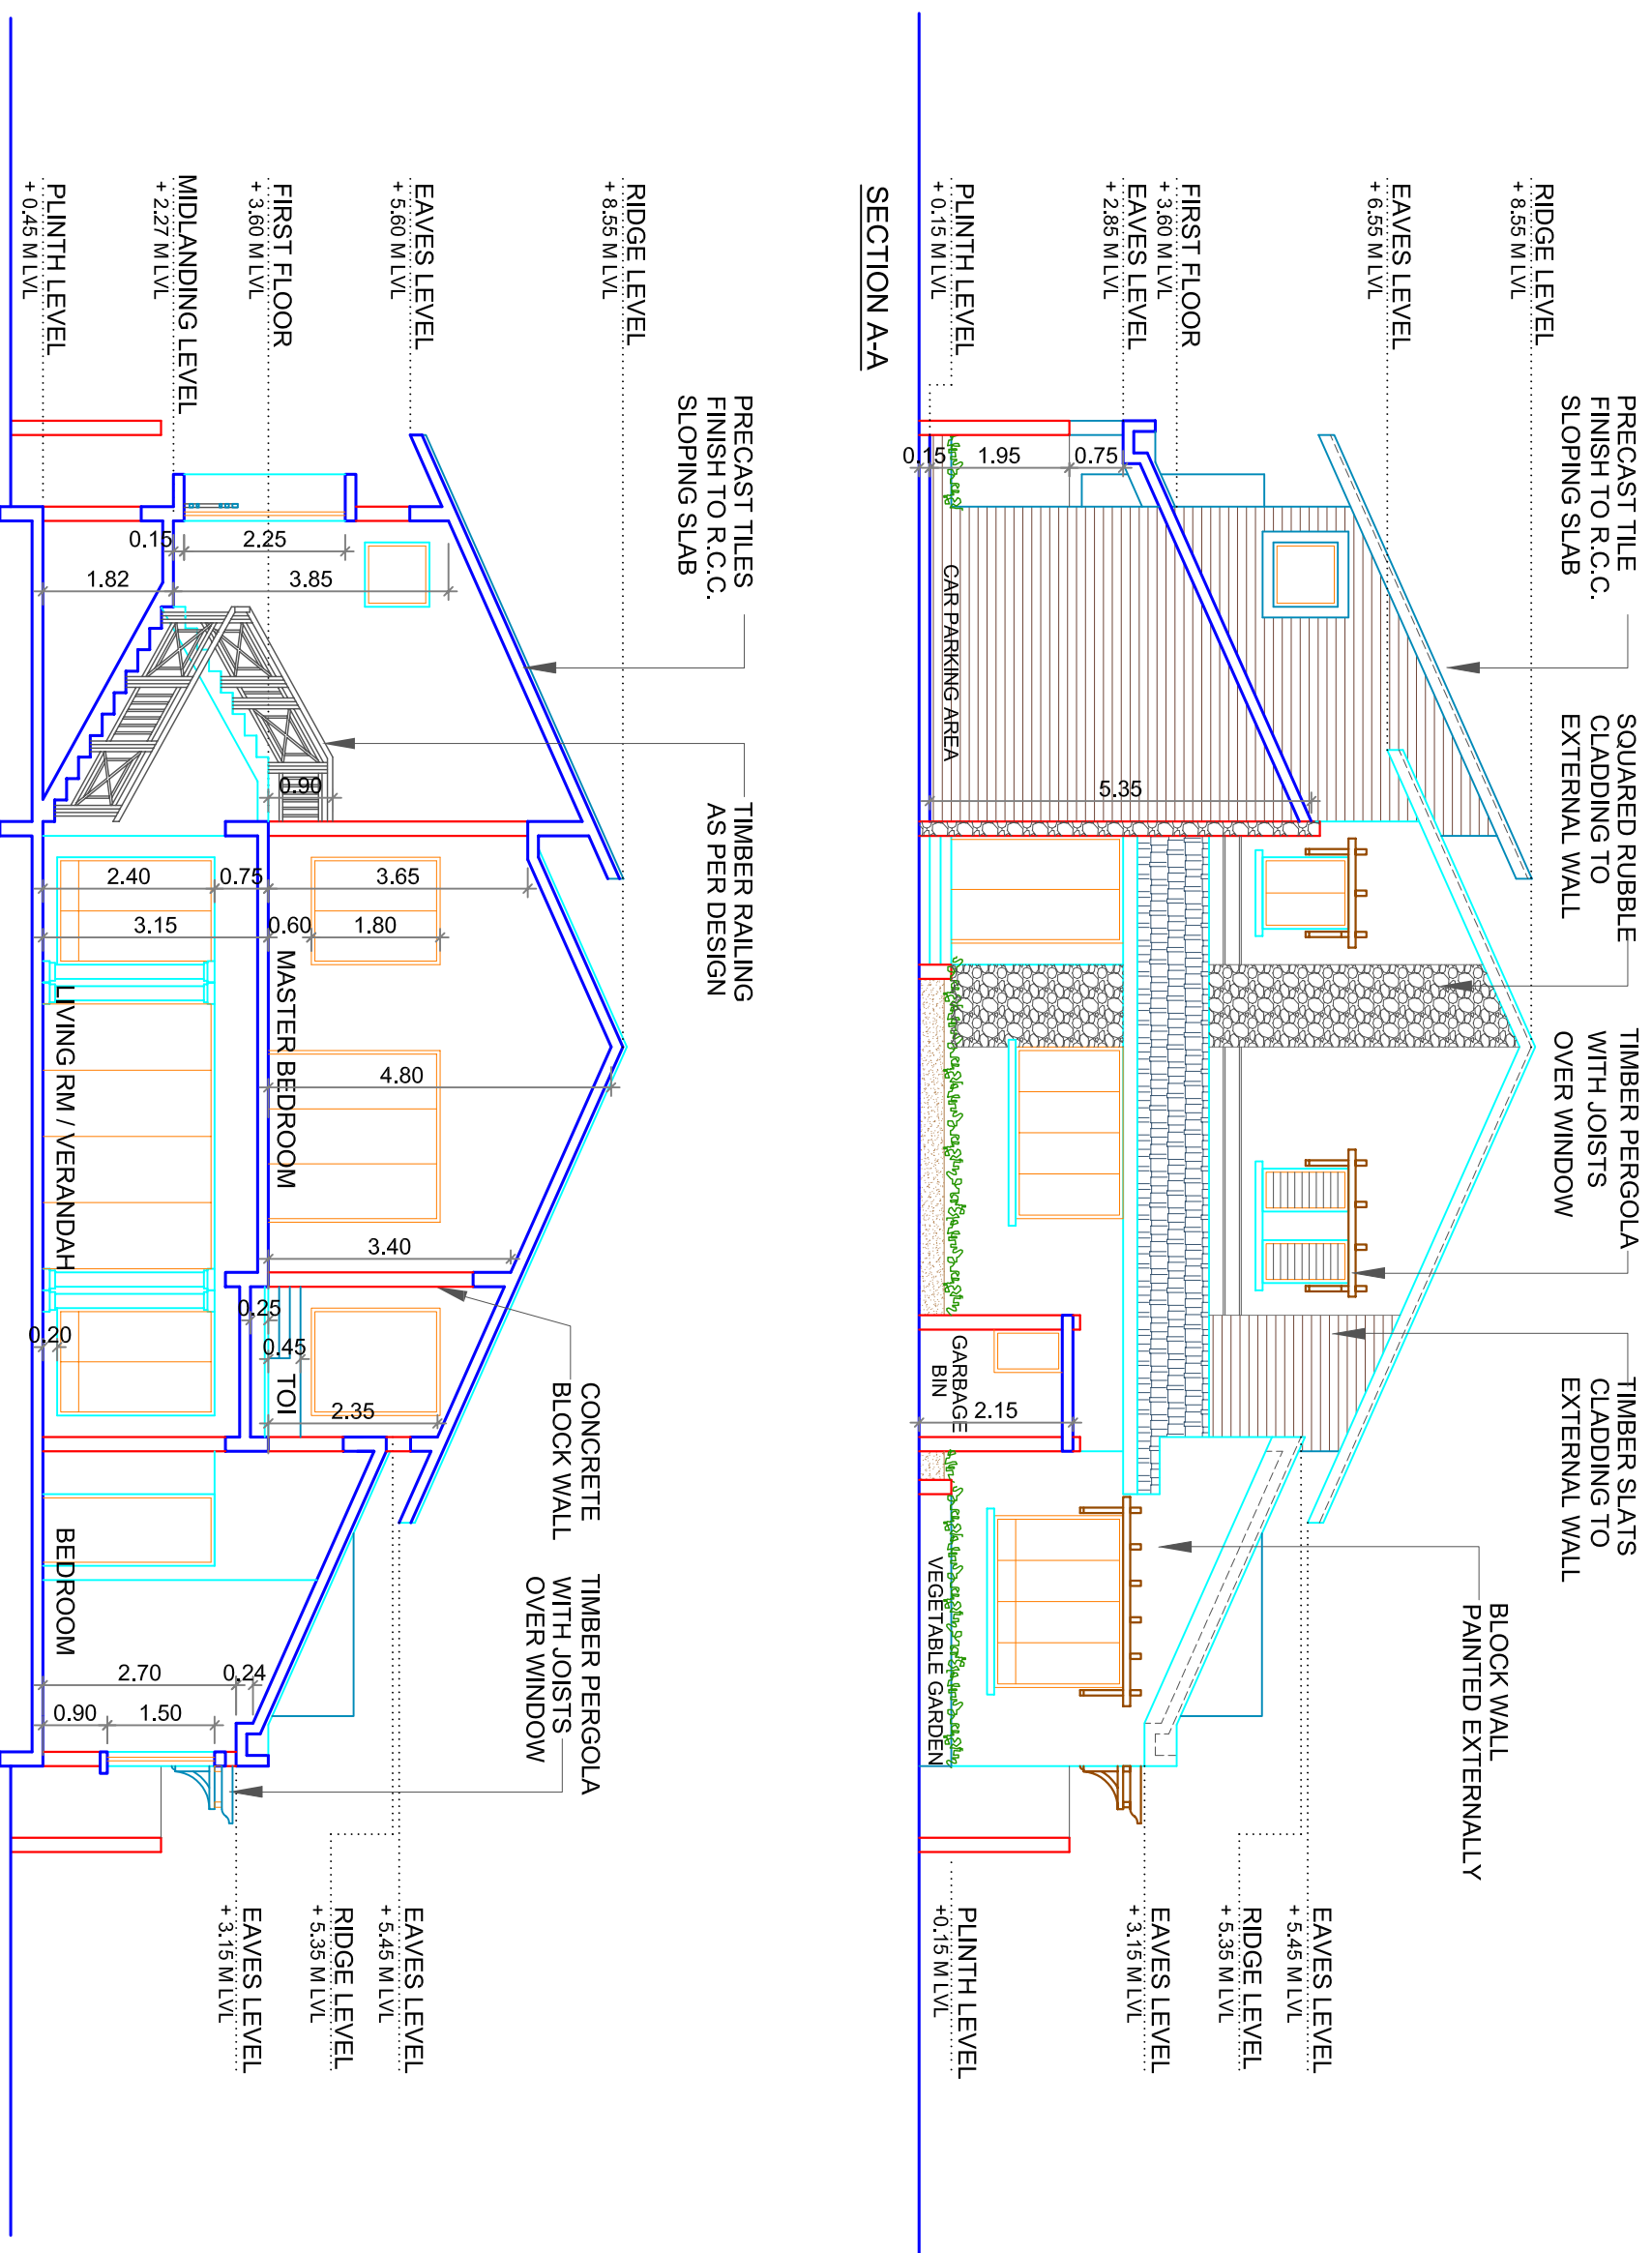 PRECAST TILE
FINISH TO R.C.C.
SLOPING SLAB
SQUARED RUBBLE
CLADDING TO
EXTERNAL WALL
TIMBER PERGOLA
WITH JOISTS
OVER WINDOW
TIMBER SLATS
CLADDING TO
EXTERNAL WALL
BLOCK WALL
PAINTED EXTERNALLY
RIDGE LEVEL
+ 8.55 M LVL
EAVES LEVEL
+ 6.55 M LVL
FIRST FLOOR
+ 3.60 M LVL
EAVES LEVEL
+ 2.85 M LVL
PLINTH LEVEL
+ 0.15 M LVL
0.15
1.95
0.75
CAR PARKING AREA
5.35
GARBAGE
BIN
2.15
VEGETABLE GARDEN
EAVES LEVEL
+ 5.45 M LVL
RIDGE LEVEL
+ 5.35 M LVL
EAVES LEVEL
+ 3.15 M LVL
PLINTH LEVEL
+0.15 M LVL
SECTION A-A
PRECAST TILES
FINISH TO R.C.C.
SLOPING SLAB
TIMBER RAILING
AS PER DESIGN
CONCRETE
BLOCK WALL
TIMBER PERGOLA
WITH JOISTS
OVER WINDOW
RIDGE LEVEL
+ 8.55 M LVL
EAVES LEVEL
+ 5.60 M LVL
FIRST FLOOR
+ 3.60 M LVL
MIDLANDING LEVEL
+ 2.27 M LVL
PLINTH LEVEL
+ 0.45 M LVL
0.15
2.25
1.82
3.85
0.90
2.40
0.75
3.65
3.15
0.60
1.80
MASTER BEDROOM
LIVING RM / VERANDAH
4.80
3.40
0.25
0.45
0.20
TOI
2.35
BEDROOM
2.70
0.24
0.90
1.50
EAVES LEVEL
+ 5.45 M LVL
RIDGE LEVEL
+ 5.35 M LVL
EAVES LEVEL
+ 3.15 M LVL